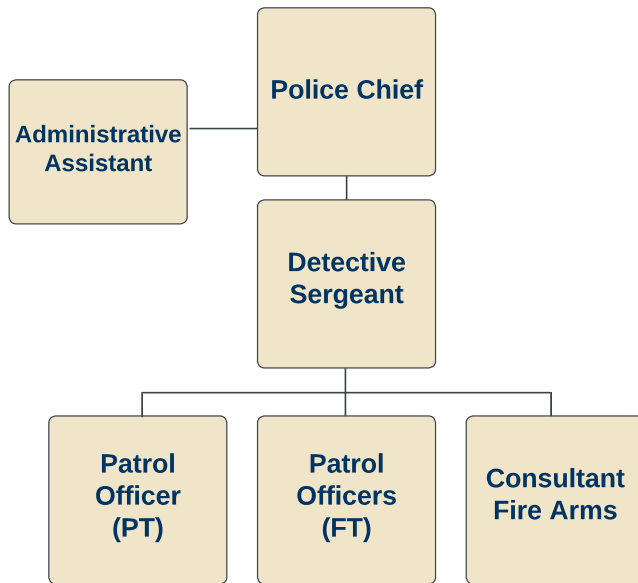 Police Chief
Administrative
Assistant
Detective
Sergeant
Patrol
Officer
(PT)
Patrol
Officers
(FT)
Consultant
Fire Arms